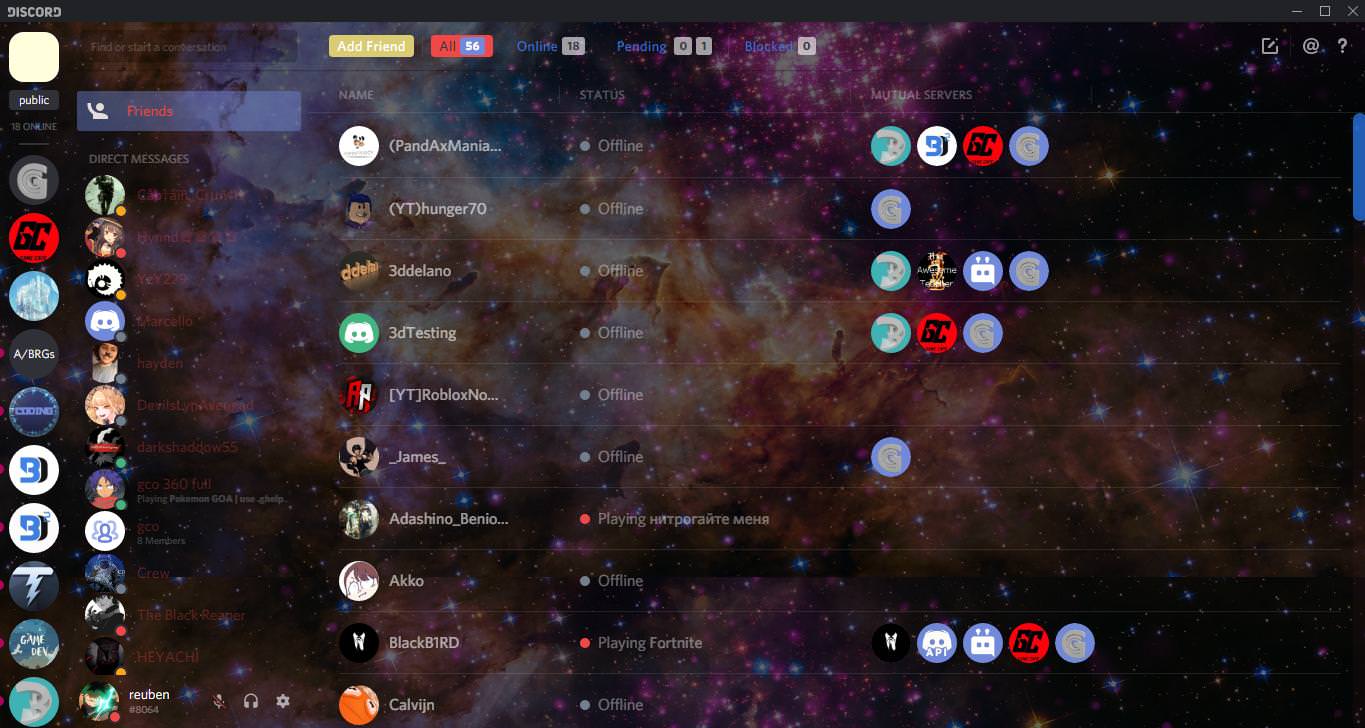 DISCORD
Find or start a conversation
Add Friend
All 56
Online 18
Pending 0 1
Blocked 0
@
?
public
18 ONLINE
A/BRGs
CODING
GAME DEV
Friends
DIRECT MESSAGES
YeY229
Marcello
hayden
darkshaddow55
gco 360 full
Playing Pokemon GOA | use .ghelp
gco
8 Members
Crew
The Black Reaper
HEYACHI
reuben
#8064
NAME STATUS MUTUAL SERVERS
(PandAxMania... Offline
(YT)hunger70 Offline
3ddelano Offline
3dTesting Offline
[YT]RobloxNo... Offline
_James_ Offline
Adashino_Benio... Playing нитрогайте меня
Akko Offline
BlackB1RD Playing Fortnite
API
Calvijn Offline